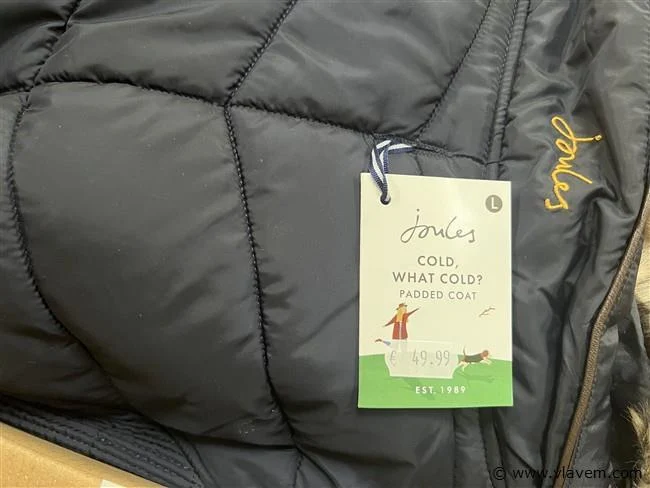 joules
L
joules
COLD,
WHAT COLD?
PADDED COAT
€ 49.99
EST. 1989
© www.vlavem.com